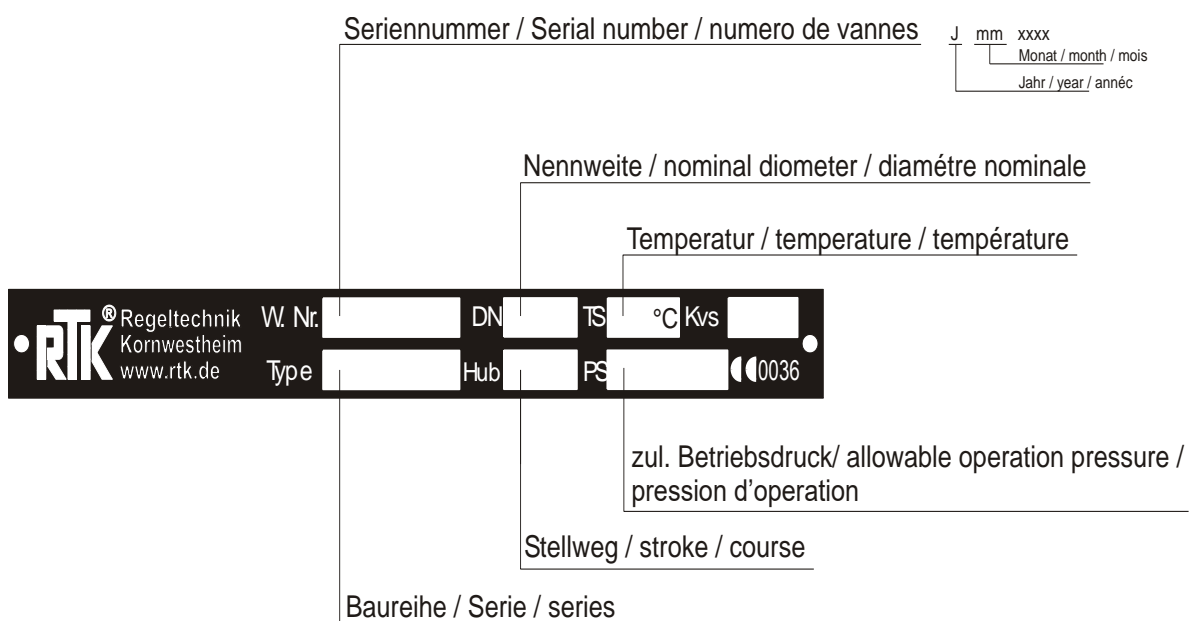 Seriennummer / Serial number / numero de vannes
J mm xxxx
Monat / month / mois
Jahr / year / annéc
Nennweite / nominal diometer / diamétre nominale
Temperatur / temperature / température
RTK® Regeltechnik
Kornwestheim
www.rtk.de
W. Nr. DN TS °C Kvs
Type Hub PS 0036
zul. Betriebsdruck/ allowable operation pressure /
pression d'operation
Stellweg / stroke / course
Baureihe / Serie / series